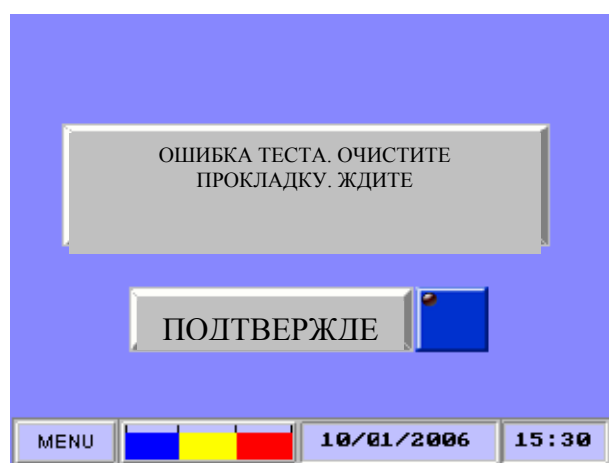 ОШИБКА ТЕСТА. ОЧИСТИТЕ
ПРОКЛАДКУ. ЖДИТЕ
ПОДТВЕРЖДЕ
MENU
10/01/2006
15:30